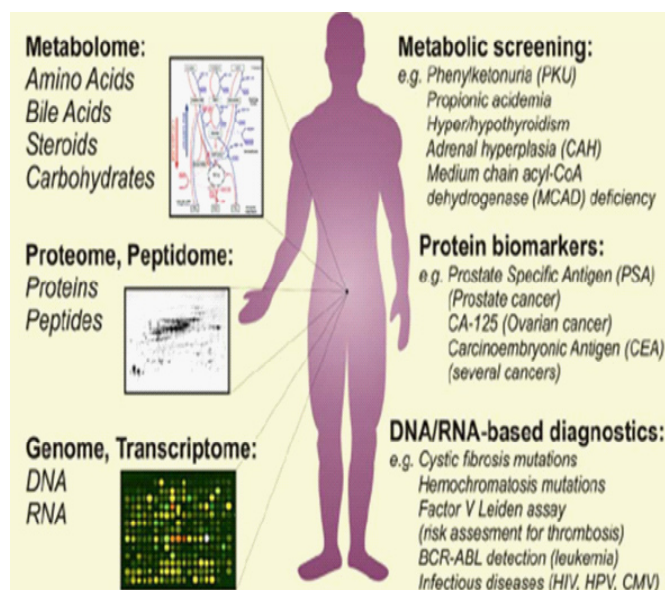 Metabolome:
Amino Acids
Bile Acids
Steroids
Carbohydrates
Proteome, Peptidome:
Proteins
Peptides
Genome, Transcriptome:
DNA
RNA
Metabolic screening:
e.g. Phenylketonuria (PKU)
Propionic acidemia
Hyper/hypothyroidism
Adrenal hyperplasia (CAH)
Medium chain acyl-CoA
dehydrogenase (MCAD) deficiency
Protein biomarkers:
e.g. Prostate Specific Antigen (PSA)
(Prostate cancer)
CA-125 (Ovarian cancer)
Carcinoembryonic Antigen (CEA)
(several cancers)
DNA/RNA-based diagnostics:
e.g. Cystic fibrosis mutations
Hemochromatosis mutations
Factor V Leiden assay
(risk assesment for thrombosis)
BCR-ABL detection (leukemia)
Infectious diseases (HIV, HPV, CMV)